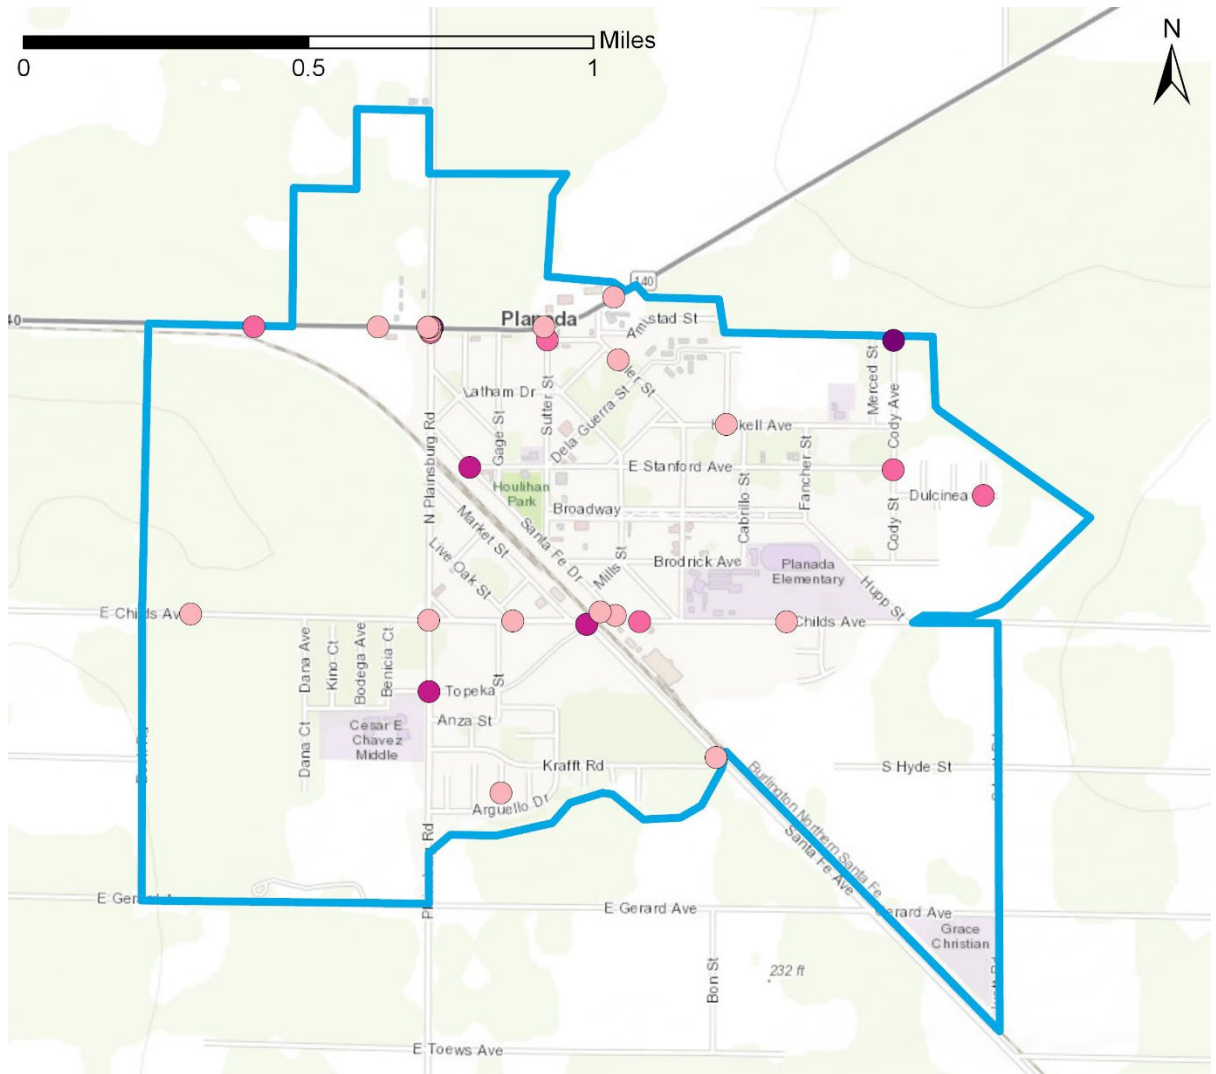 Miles
0
0.5
1
N
140
40
Planada
Amistad St
Latham Dr
Sutter St
Gage St
Dela Guerra St
N Plainsburg Rd
Merced St
Cody Ave
E Stanford Ave
Houlihan
Park
Broadway
Fancher St
Cabrillo St
Dulcinea
Cody St
Market St
Santa Fe Dr
Live Oak St
Mills St
Brodrick Ave
Planada
Elementary
Hupp St
E Childs Ave
Childs Ave
Dana Ave
Kino Ct
Bodega Ave
Benicia Ct
St
Topeka
Anza St
Cesar E
Chavez
Middle
Dana Ct
Krafft Rd
Arguello Dr
S Hyde St
Burlington Northern Santa Fe
Santa Fe Ave
E Gerard Ave
Grace
Christian
Bon St
232 ft
E Toews Ave